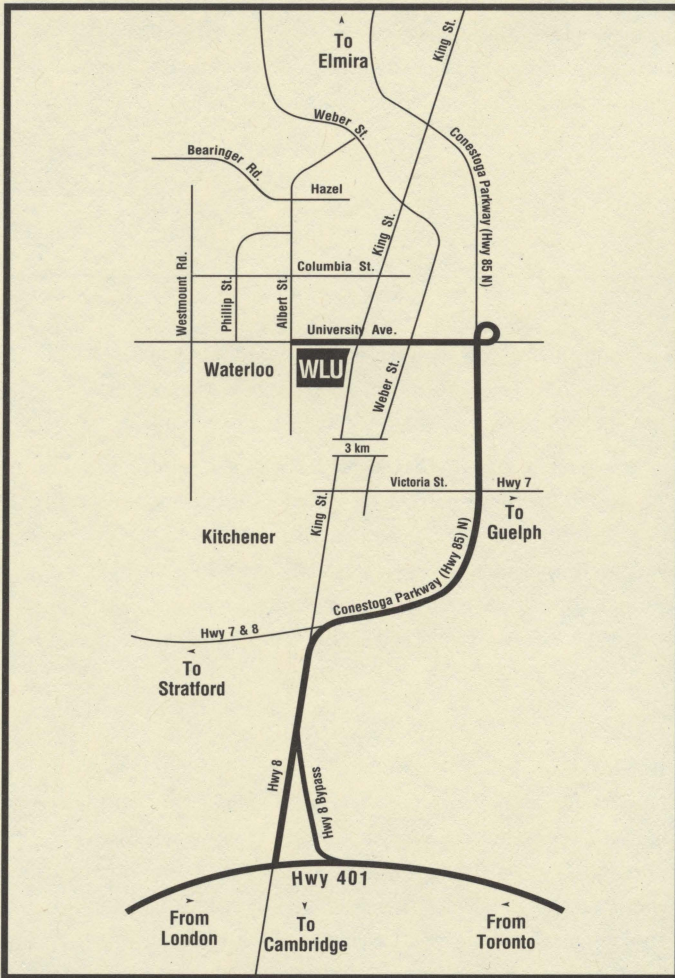 To
Elmira
King St.
Weber St.
Conestoga Parkway (Hwy 85 N)
Bearinger Rd.
Hazel
King St.
Westmount Rd.
Phillip St.
Albert St.
Columbia St.
University Ave.
Waterloo
WLU
Weber St.
3 km
King St.
Victoria St.
Hwy 7
To
Guelph
Kitchener
Conestoga Parkway (Hwy 85) N)
Hwy 7 & 8
To
Stratford
Hwy 8
Hwy 8 Bypass
Hwy 401
From
London
To
Cambridge
From
Toronto